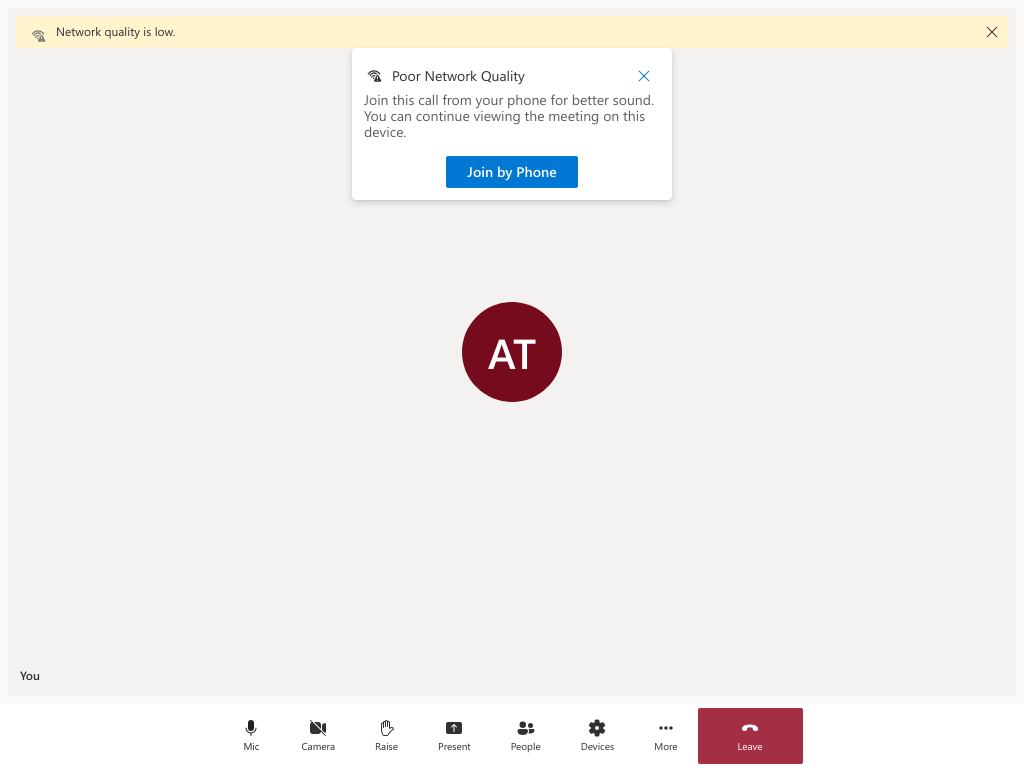 Network quality is low.
Poor Network Quality
Join this call from your phone for better sound.
You can continue viewing the meeting on this
device.
Join by Phone
AT
You
Mic
Camera
Raise
Present
People
Devices
More
Leave